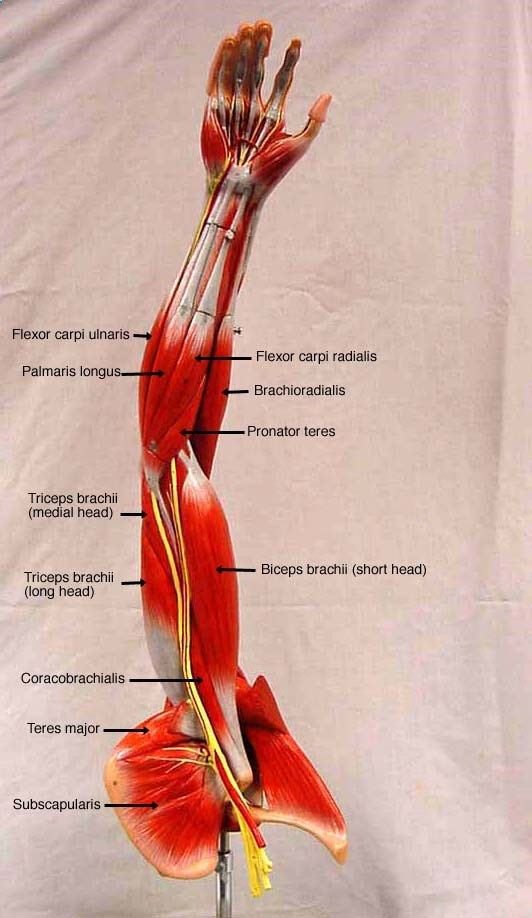 Flexor carpi ulnaris
Flexor carpi radialis
Palmaris longus
Brachioradialis
Pronator teres
Triceps brachii
(medial head)
Biceps brachii (short head)
Triceps brachii
(long head)
Coracobrachialis
Teres major
Subscapularis